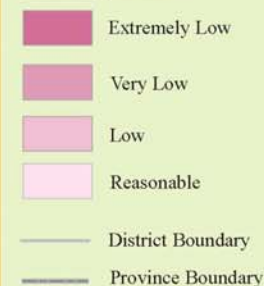 Extremely Low
Very Low
Low
Reasonable
District Boundary
Province Boundary